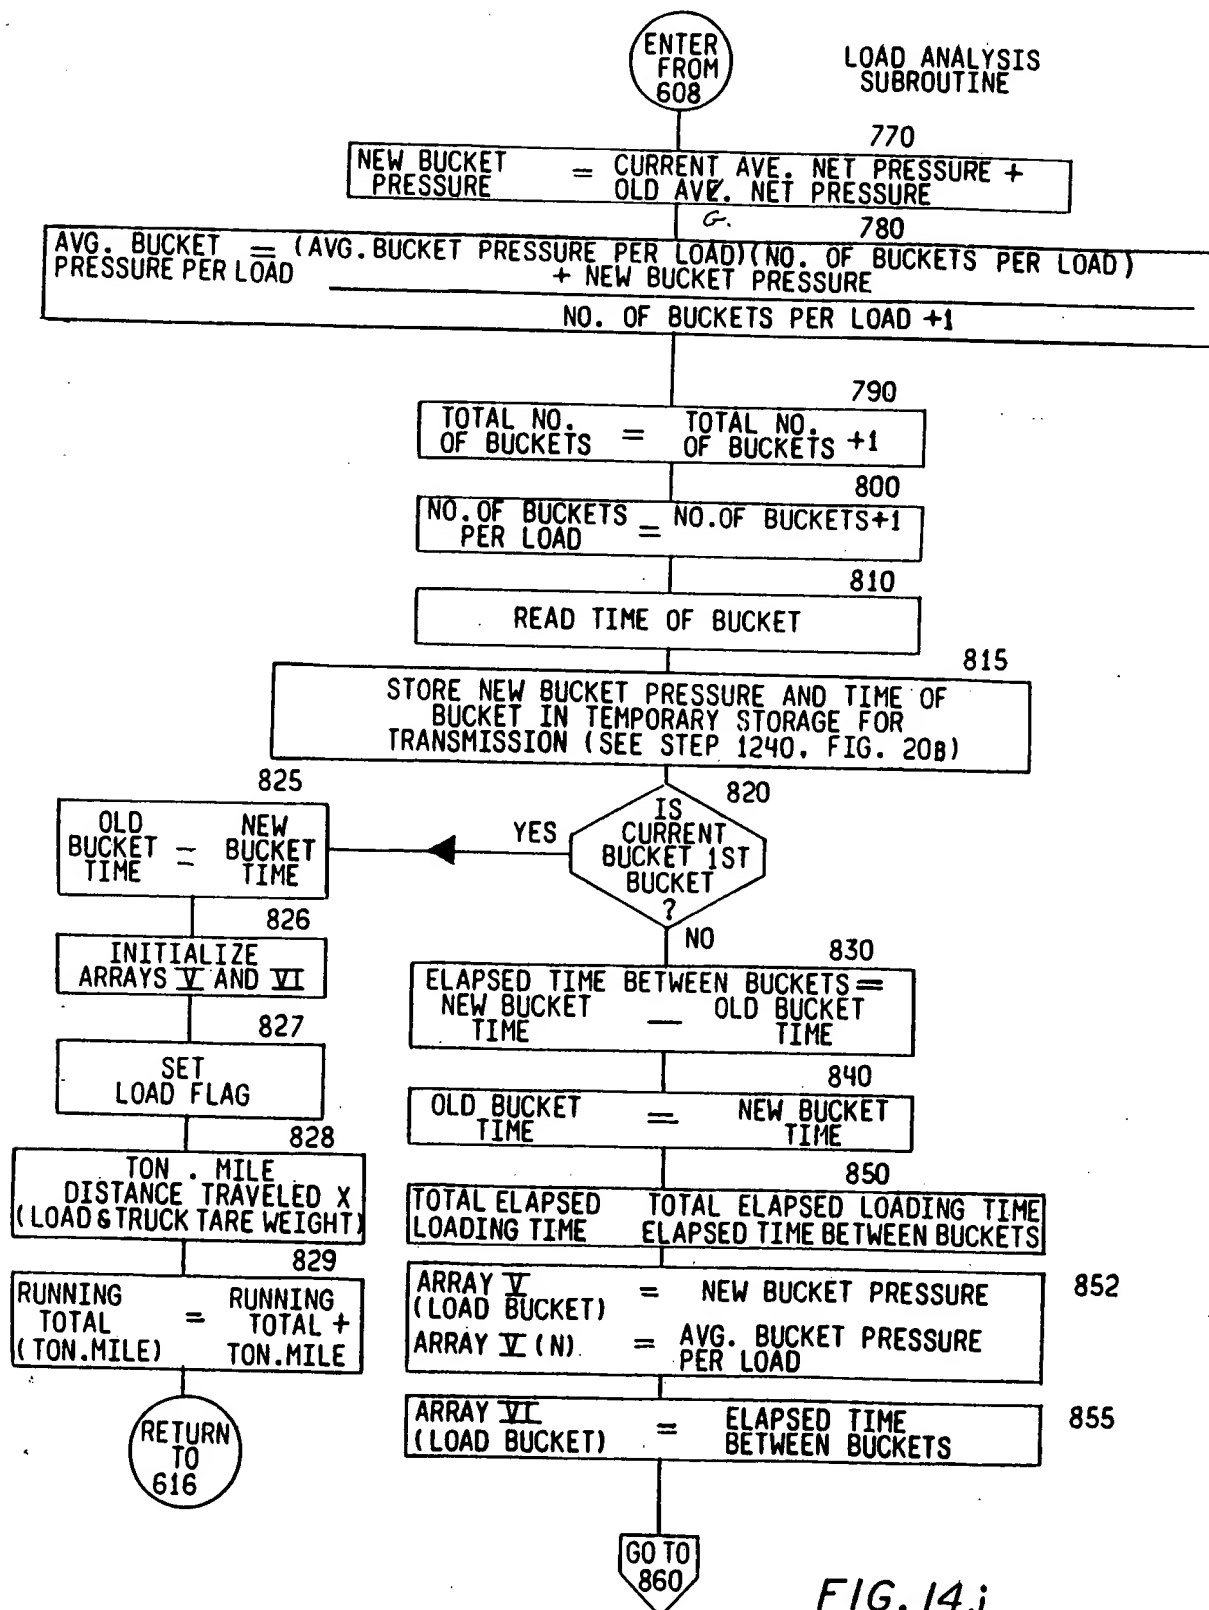 ENTER
FROM
608
LOAD ANALYSIS
SUBROUTINE
770
NEW BUCKET = CURRENT AVE. NET PRESSURE +
PRESSURE OLD AVE. NET PRESSURE
G.
780
AVG. BUCKET = (AVG. BUCKET PRESSURE PER LOAD)(NO. OF BUCKETS PER LOAD)
PRESSURE PER LOAD + NEW BUCKET PRESSURE
NO. OF BUCKETS PER LOAD +1
790
TOTAL NO. = TOTAL NO.
OF BUCKETS OF BUCKETS +1
800
NO. OF BUCKETS = NO. OF BUCKETS+1
PER LOAD
810
READ TIME OF BUCKET
815
STORE NEW BUCKET PRESSURE AND TIME OF
BUCKET IN TEMPORARY STORAGE FOR
TRANSMISSION (SEE STEP 1240. FIG. 20B)
820
IS
CURRENT
BUCKET 1ST
BUCKET
?
YES
NO
825
OLD NEW
BUCKET = BUCKET
TIME TIME
826
INITIALIZE
ARRAYS V AND VI
827
SET
LOAD FLAG
828
TON . MILE
DISTANCE TRAVELED X
(LOAD & TRUCK TARE WEIGHT)
829
RUNNING RUNNING
TOTAL = TOTAL +
(TON.MILE) TON.MILE
RETURN
TO
616
830
ELAPSED TIME BETWEEN BUCKETS =
NEW BUCKET — OLD BUCKET
TIME TIME
840
OLD BUCKET = NEW BUCKET
TIME TIME
850
TOTAL ELAPSED TOTAL ELAPSED LOADING TIME
LOADING TIME ELAPSED TIME BETWEEN BUCKETS
852
ARRAY V = NEW BUCKET PRESSURE
(LOAD BUCKET)
ARRAY V (N) = AVG. BUCKET PRESSURE
PER LOAD
855
ARRAY VI = ELAPSED TIME
(LOAD BUCKET) BETWEEN BUCKETS
GO TO
860
FIG. 14.j